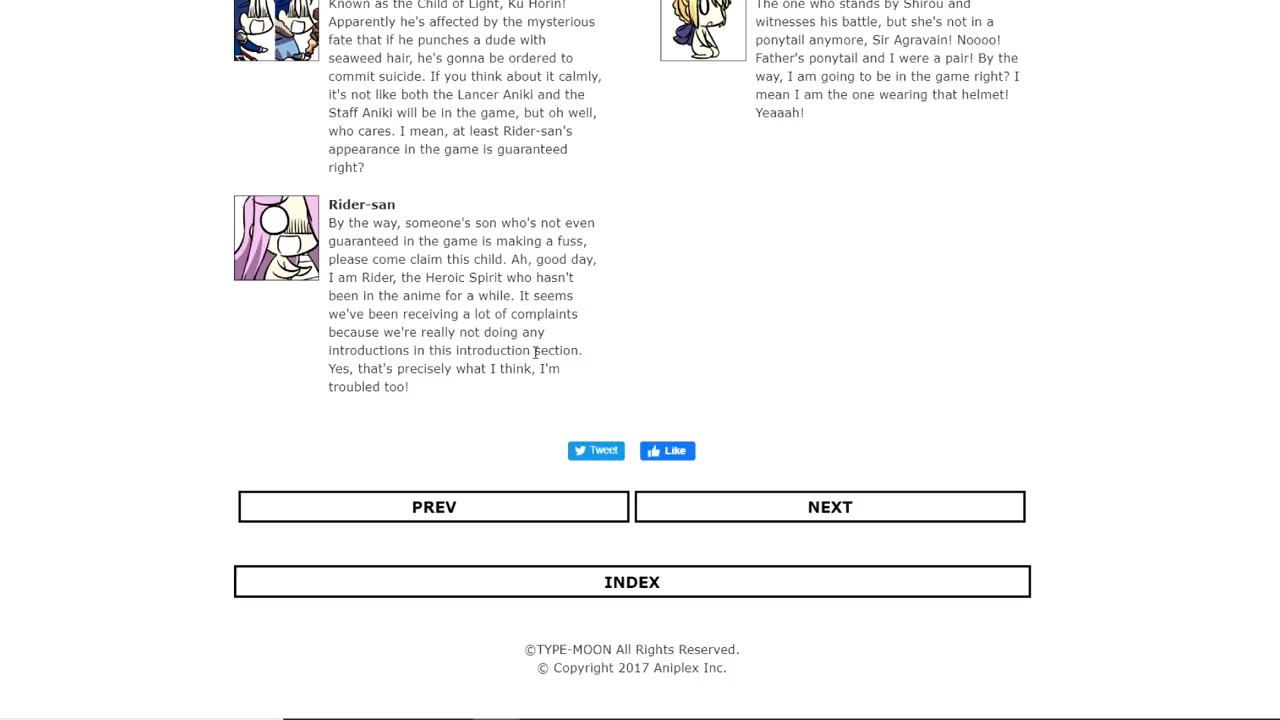 Known as the Child of Light, Ku Horin!
Apparently he's affected by the mysterious
fate that if he punches a dude with
seaweed hair, he's gonna be ordered to
commit suicide. If you think about it calmly,
it's not like both the Lancer Aniki and the
Staff Aniki will be in the game, but oh well,
who cares. I mean, at least Rider-san's
appearance in the game is guaranteed
right?
The one who stands by Shirou and
witnesses his battle, but she's not in a
ponytail anymore, Sir Agravain! Noooo!
Father's ponytail and I were a pair! By the
way, I am going to be in the game right? I
mean I am the one wearing that helmet!
Yeaaah!
Rider-san
By the way, someone's son who's not even
guaranteed in the game is making a fuss,
please come claim this child. Ah, good day,
I am Rider, the Heroic Spirit who hasn't
been in the anime for a while. It seems
we've been receiving a lot of complaints
because we're really not doing any
introductions in this introduction section.
Yes, that's precisely what I think, I'm
troubled too!
Tweet
Like
PREV
NEXT
INDEX
©TYPE-MOON All Rights Reserved.
© Copyright 2017 Aniplex Inc.